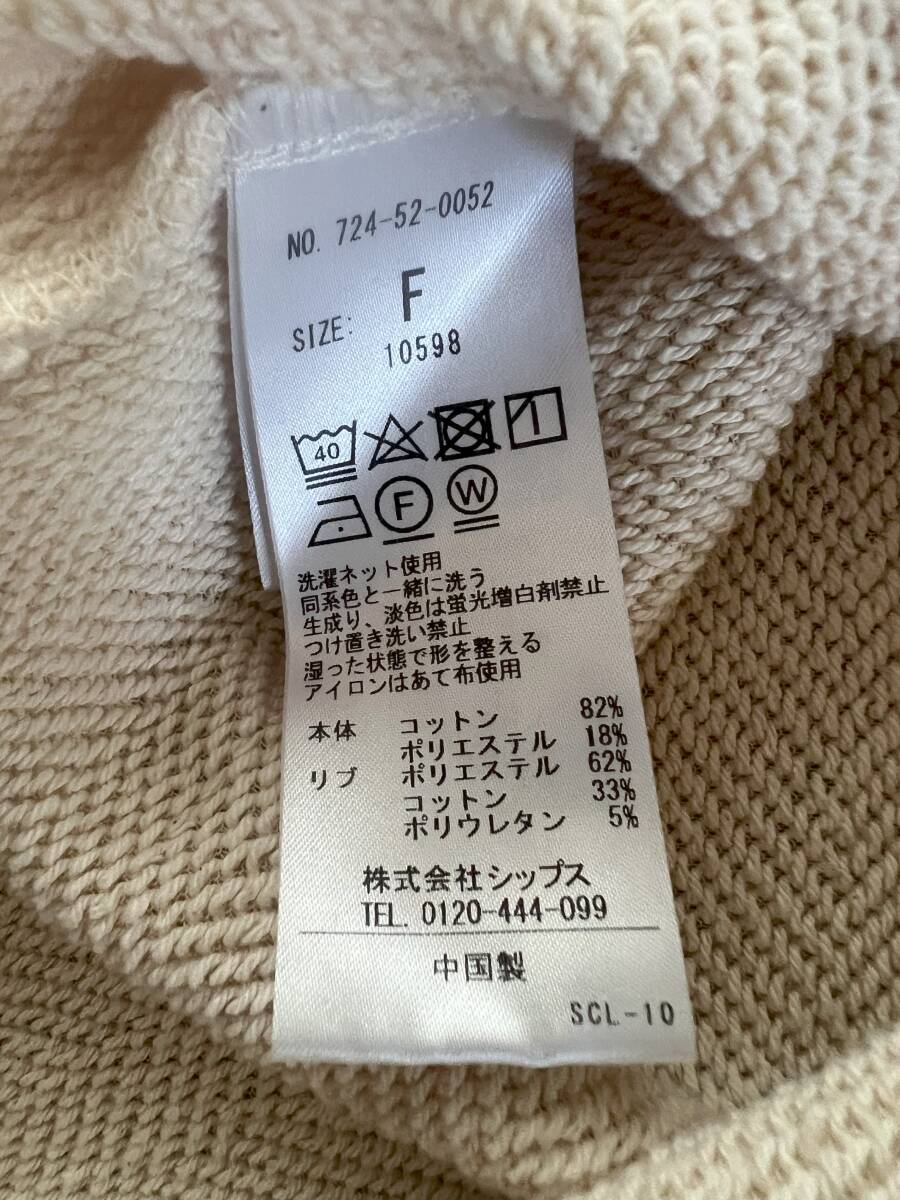 NO. 724-52-0052
SIZE: F
10598
40
F W
洗濯ネット使用
同系色と一緒に洗う
生成り、淡色は蛍光増白剤禁止
つけ置き洗い禁止
湿った状態で形を整える
アイロンはあて布使用
本体 コットン 82%
ポリエステル 18%
リブ ポリエステル 62%
コットン 33%
ポリウレタン 5%
株式会社シップス
TEL. 0120-444-099
中国製
SCL-10